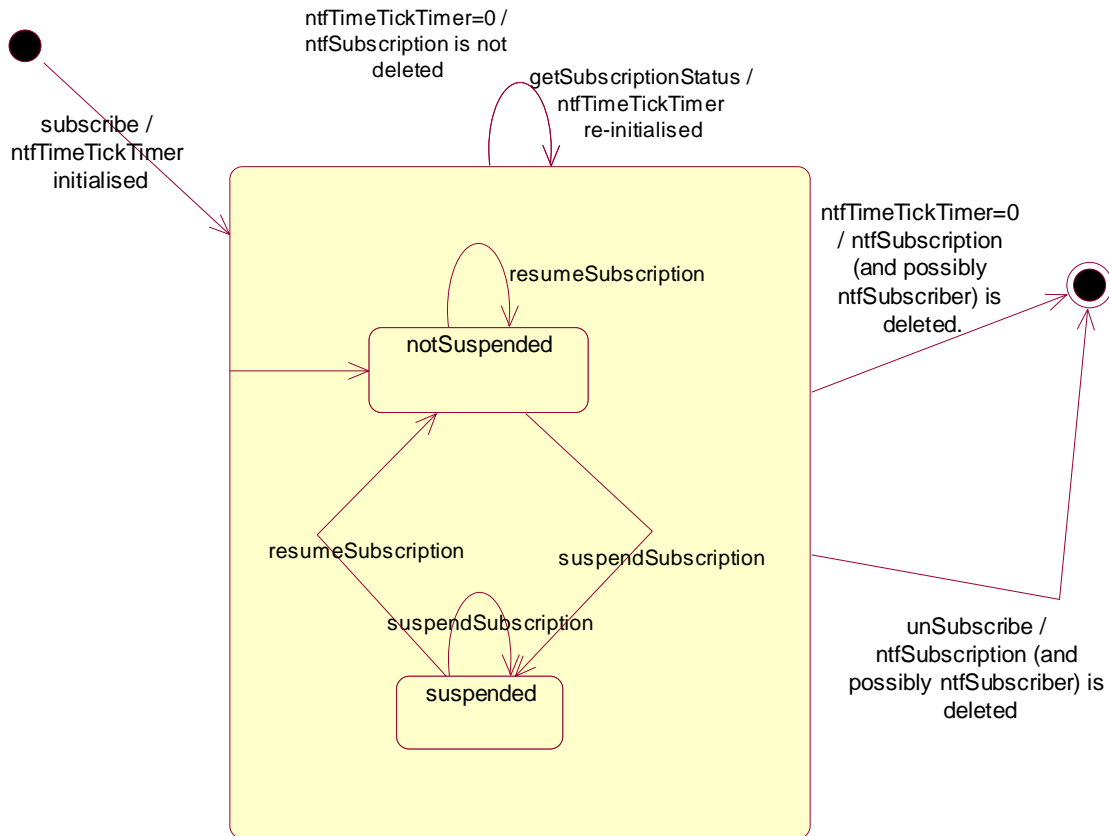 ntfTimeTickTimer=0 /
ntfSubscription is not
deleted
getSubscriptionStatus /
ntfTimeTickTimer
re-initialised
subscribe /
ntfTimeTickTimer
initialised
ntfTimeTickTimer=0
/ ntfSubscription
(and possibly
ntfSubscriber) is
deleted.
resumeSubscription
notSuspended
resumeSubscription
suspendSubscription
suspendSubscription
suspended
unSubscribe /
ntfSubscription (and
possibly ntfSubscriber) is
deleted